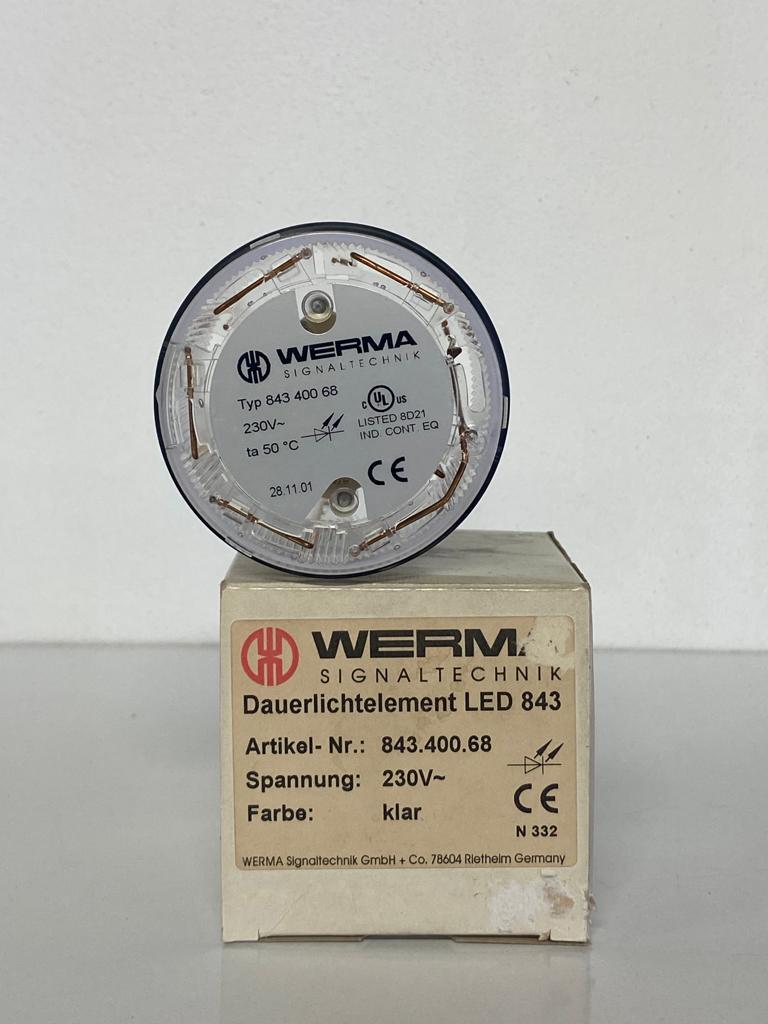 WERMA
SIGNALTECHNIK
Typ 843 400 68
230V~
ta 50 °C
C UL US
LISTED 8D21
IND. CONT. EQ
28.11.01
CE
WERMA
SIGNALTECHNIK
Dauerlichtelement LED 843
Artikel- Nr.: 843.400.68
Spannung: 230V~
Farbe: klar
CE
N 332
WERMA Signaltechnik GmbH + Co. 78604 Rietheim Germany